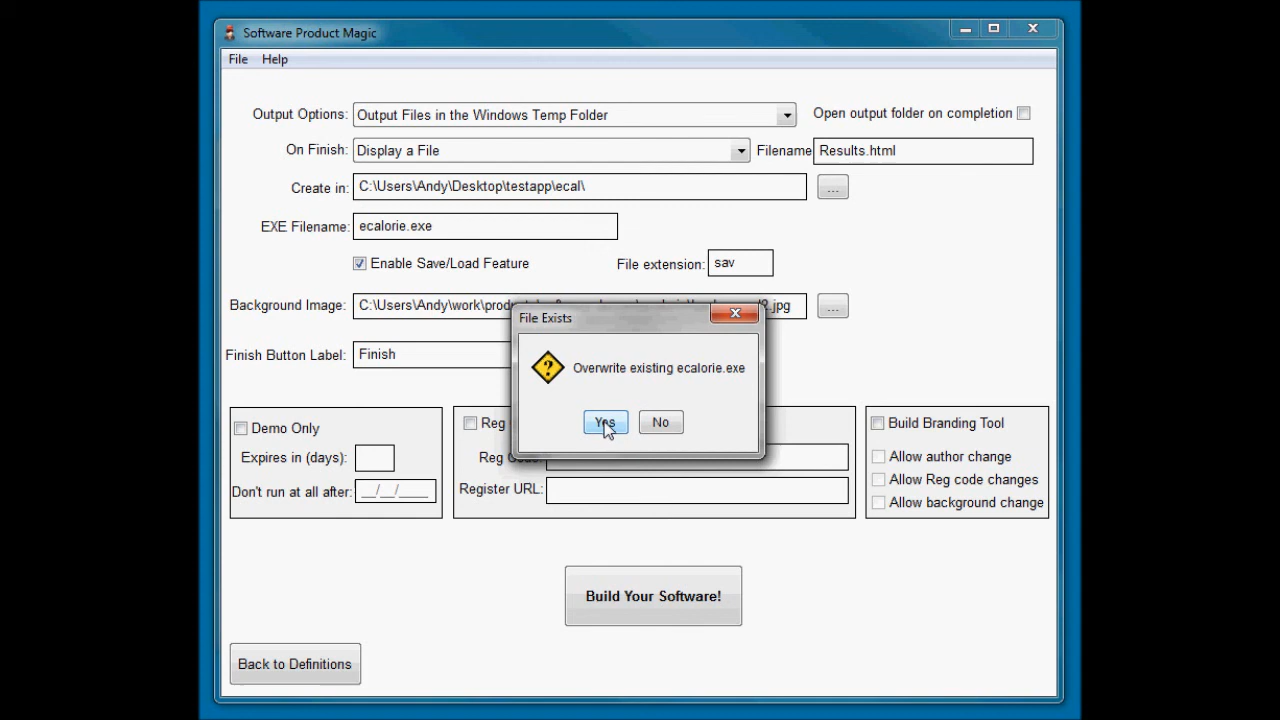 Software Product Magic
File Help
Output Options: Output Files in the Windows Temp Folder Open output folder on completion
On Finish: Display a File Filename Results.html
Create in: C:\Users\Andy\Desktop\testapp\ecal\ ...
EXE Filename: ecalorie.exe
Enable Save/Load Feature File extension: sav
Background Image: C:\Users\Andy\work\produ .jpg ...
File Exists
Overwrite existing ecalorie.exe
Yes No
Finish Button Label: Finish
Demo Only
Expires in (days):
Don't run at all after: __/__/____
Reg
Reg Code:
Register URL:
Build Branding Tool
Allow author change
Allow Reg code changes
Allow background change
Build Your Software!
Back to Definitions